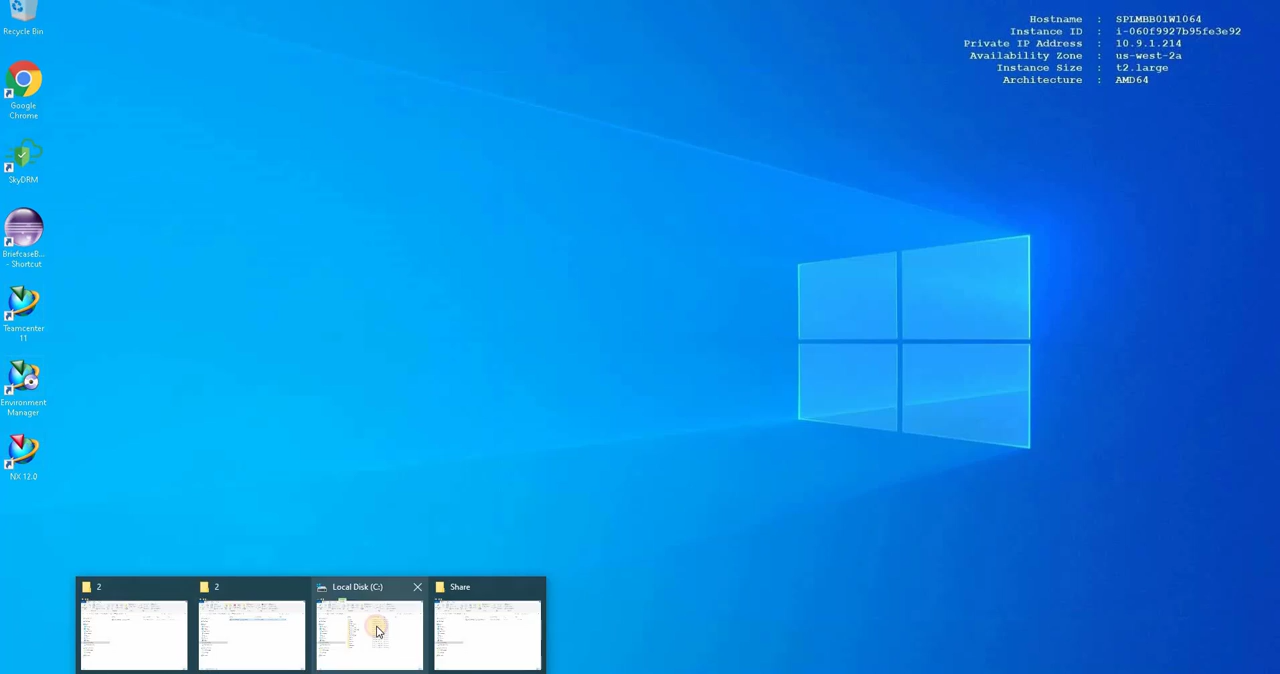 Recycle Bin
Google
Chrome
SkyDRM
BriefcaseB...
- Shortcut
Teamcenter
11
Environment
Manager
NX 12.0
Hostname : SPLMBB01W1064
Instance ID : i-060f9927b95fe3e92
Private IP Address : 10.9.1.214
Availability Zone : us-west-2a
Instance Size : t2.large
Architecture : AMD64
2
2
Local Disk (C:)
Share